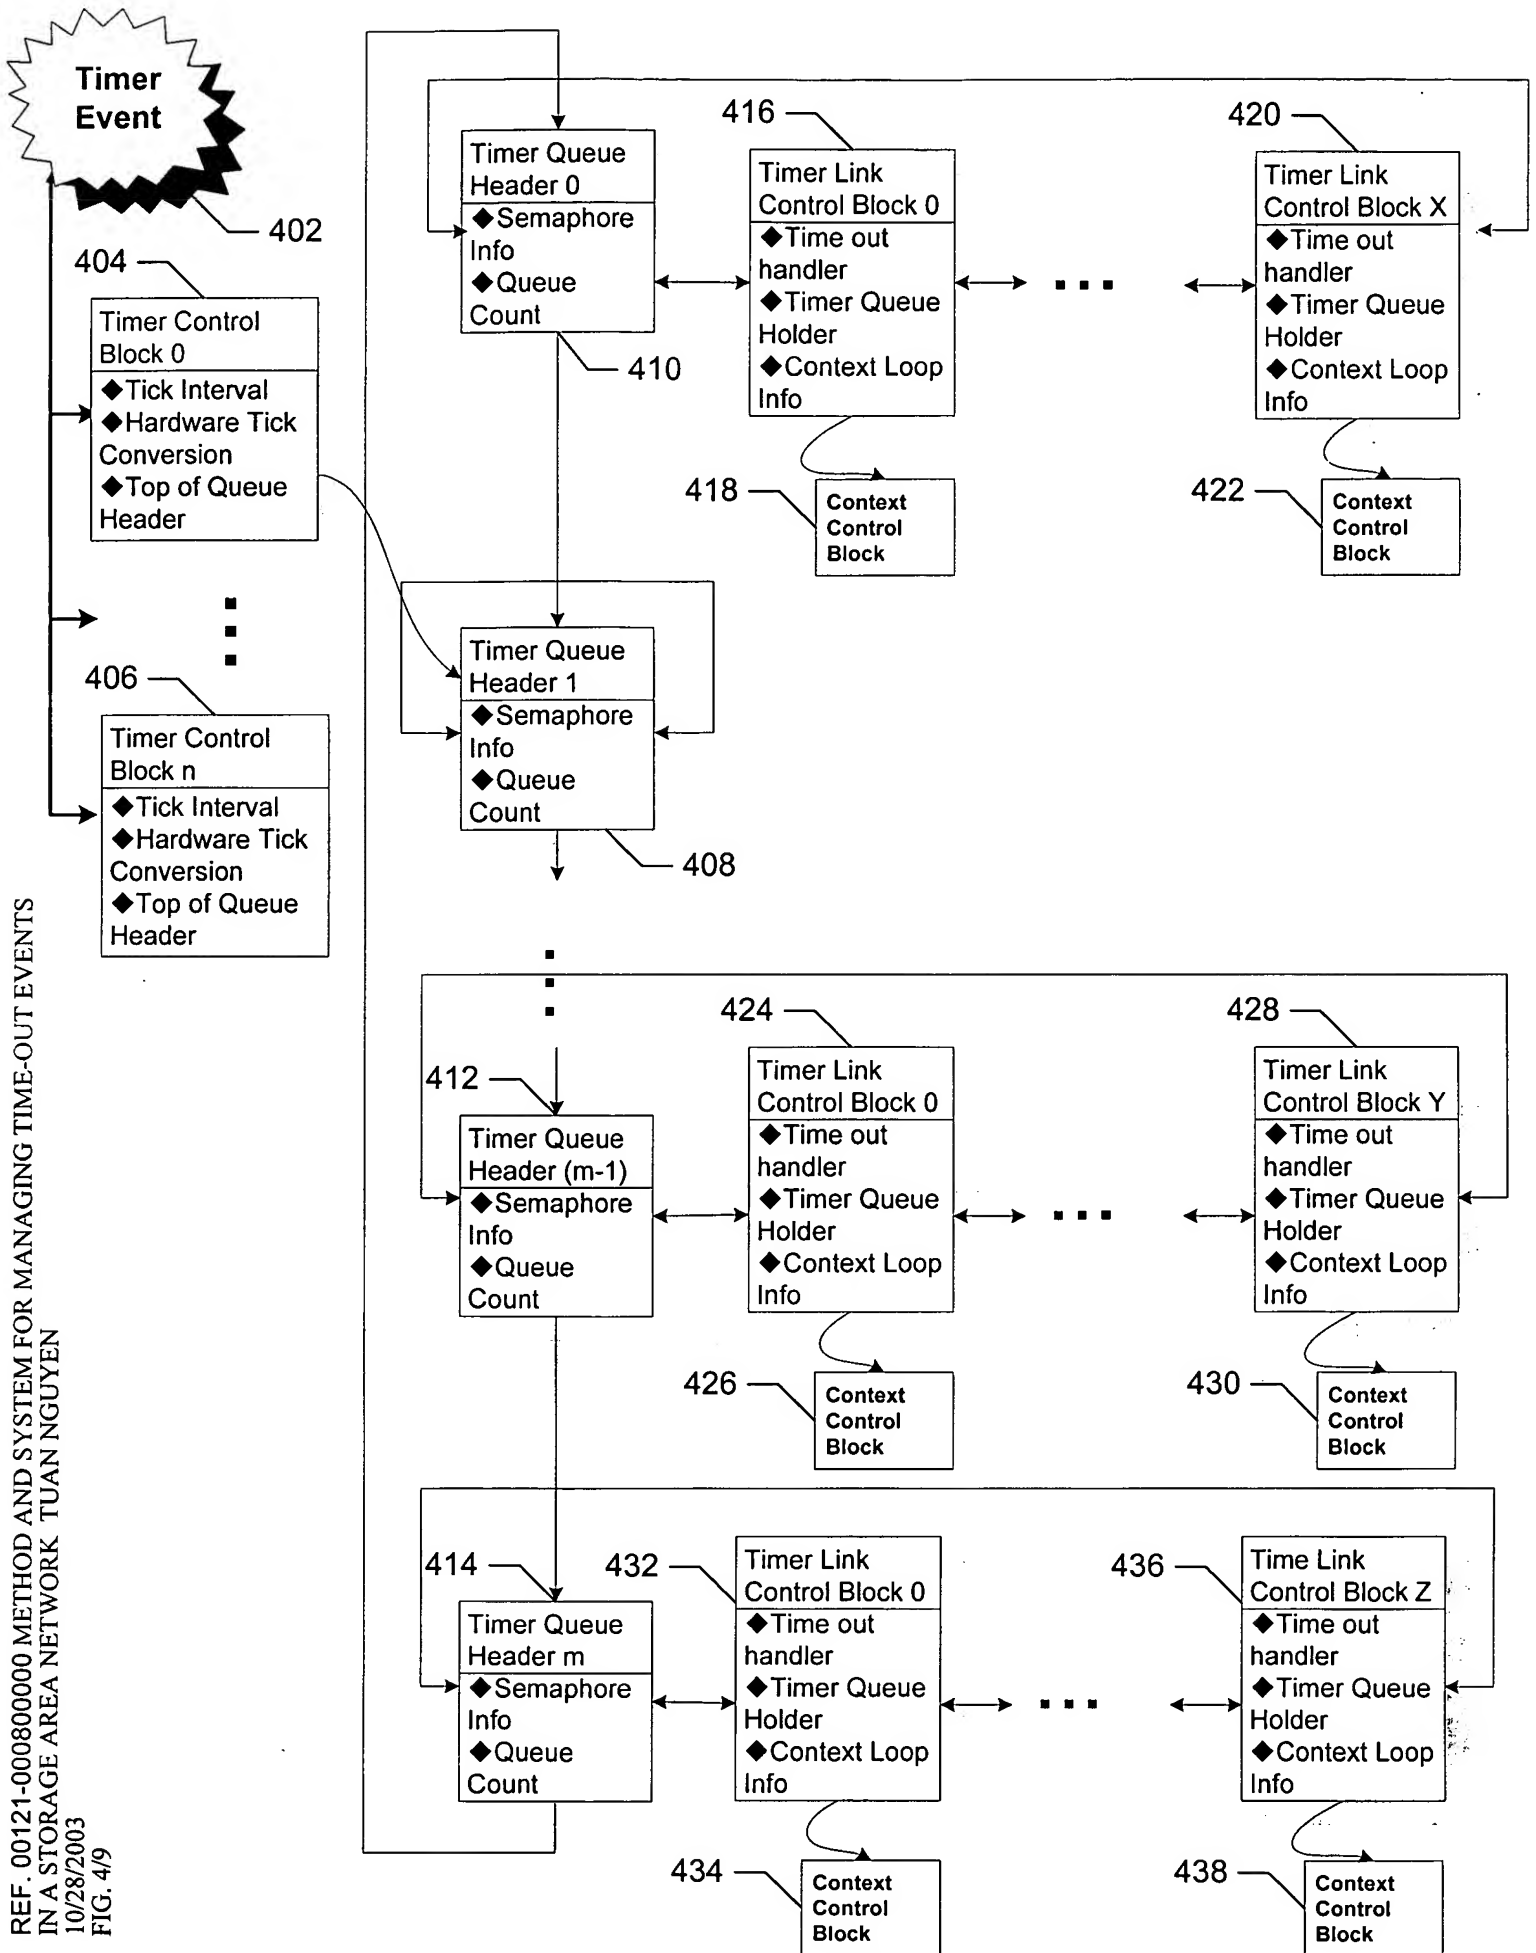 Timer
Event
402
404
Timer Control
Block 0
◆Tick Interval
◆Hardware Tick
Conversion
◆Top of Queue
Header
406
Timer Control
Block n
◆Tick Interval
◆Hardware Tick
Conversion
◆Top of Queue
Header
Timer Queue
Header 0
◆Semaphore
Info
◆Queue
Count
410
416
Timer Link
Control Block 0
◆Time out
handler
◆Timer Queue
Holder
◆Context Loop
Info
418
Context
Control
Block
420
Timer Link
Control Block X
◆Time out
handler
◆Timer Queue
Holder
◆Context Loop
Info
422
Context
Control
Block
Timer Queue
Header 1
◆Semaphore
Info
◆Queue
Count
408
412
Timer Queue
Header (m-1)
◆Semaphore
Info
◆Queue
Count
424
Timer Link
Control Block 0
◆Time out
handler
◆Timer Queue
Holder
◆Context Loop
Info
426
Context
Control
Block
428
Timer Link
Control Block Y
◆Time out
handler
◆Timer Queue
Holder
◆Context Loop
Info
430
Context
Control
Block
414
Timer Queue
Header m
◆Semaphore
Info
◆Queue
Count
432
Timer Link
Control Block 0
◆Time out
handler
◆Timer Queue
Holder
◆Context Loop
Info
434
Context
Control
Block
436
Time Link
Control Block Z
◆Time out
handler
◆Timer Queue
Holder
◆Context Loop
Info
438
Context
Control
Block
REF. 00121-000800000 METHOD AND SYSTEM FOR MANAGING TIME-OUT EVENTS
IN A STORAGE AREA NETWORK TUAN NGUYEN
10/28/2003
FIG. 4/9